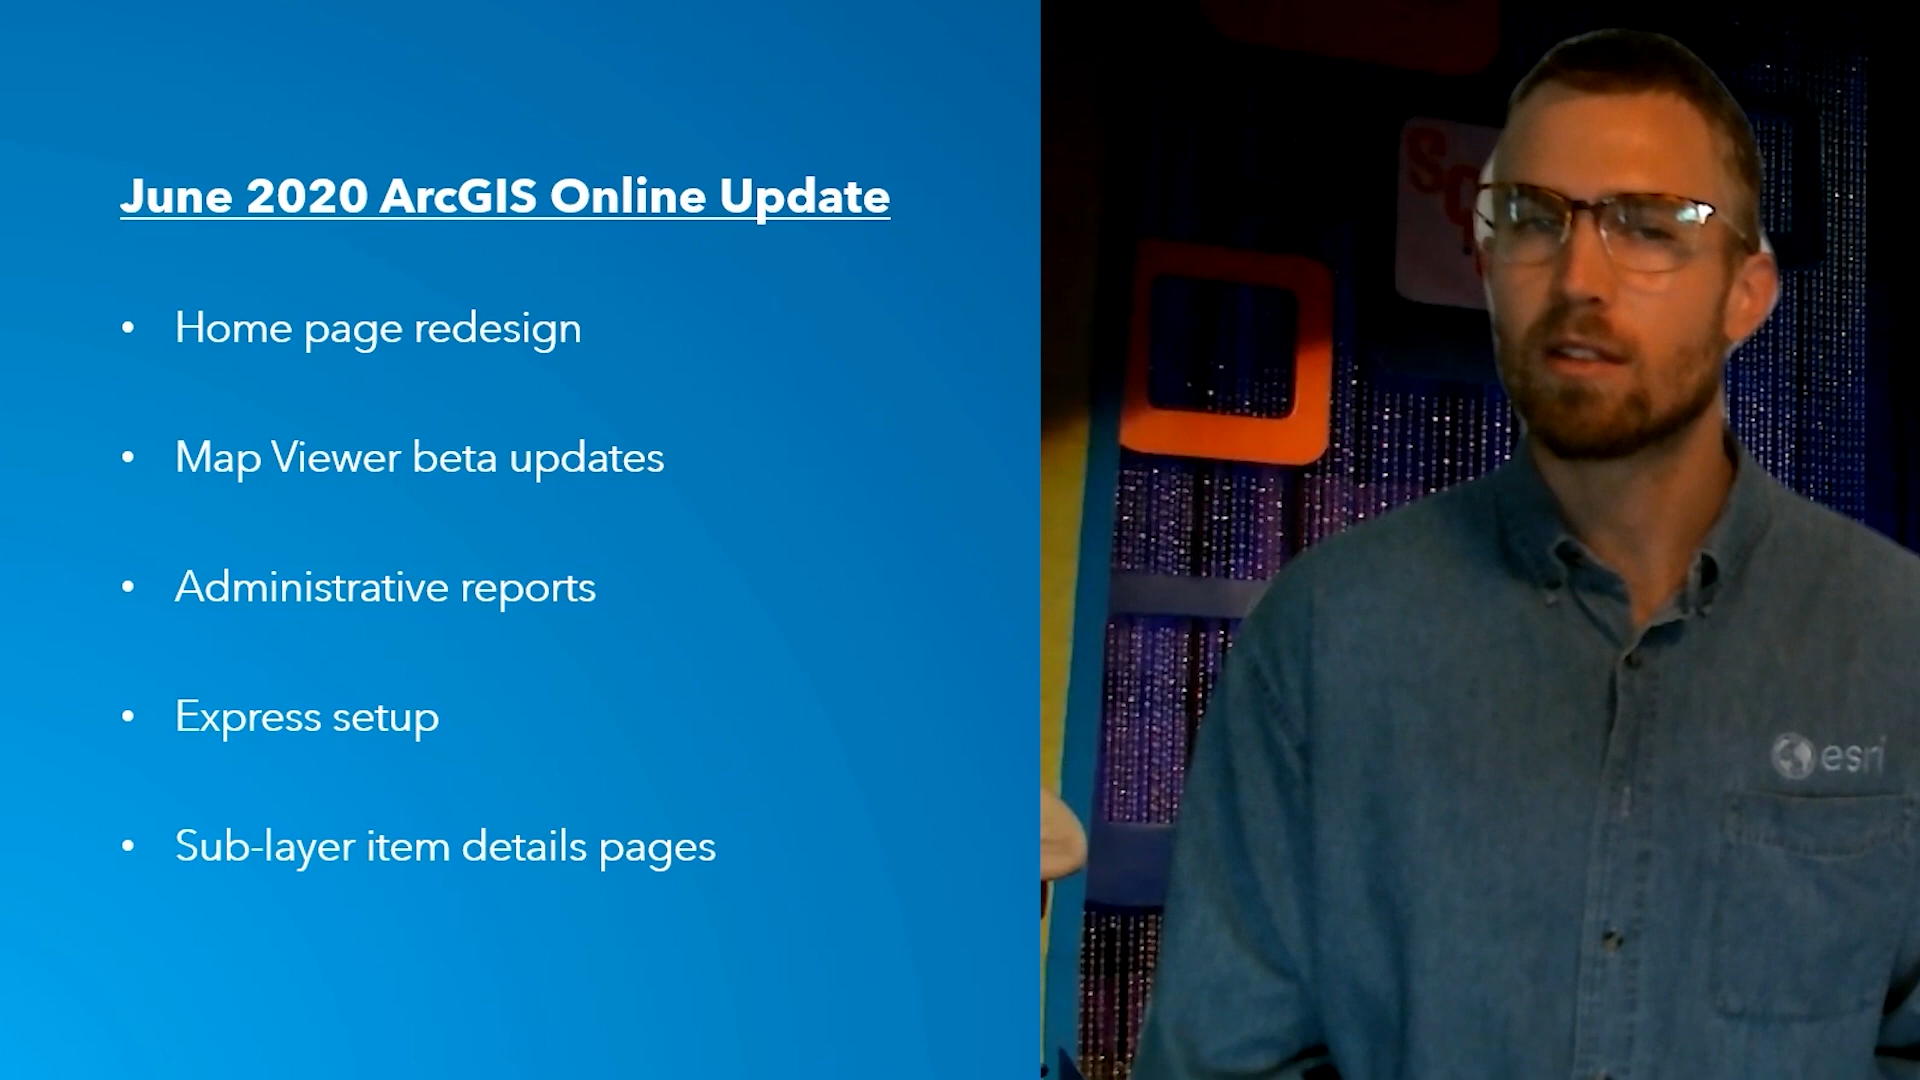 June 2020 ArcGIS Online Update
• Home page redesign
• Map Viewer beta updates
• Administrative reports
• Express setup
• Sub-layer item details pages
esri